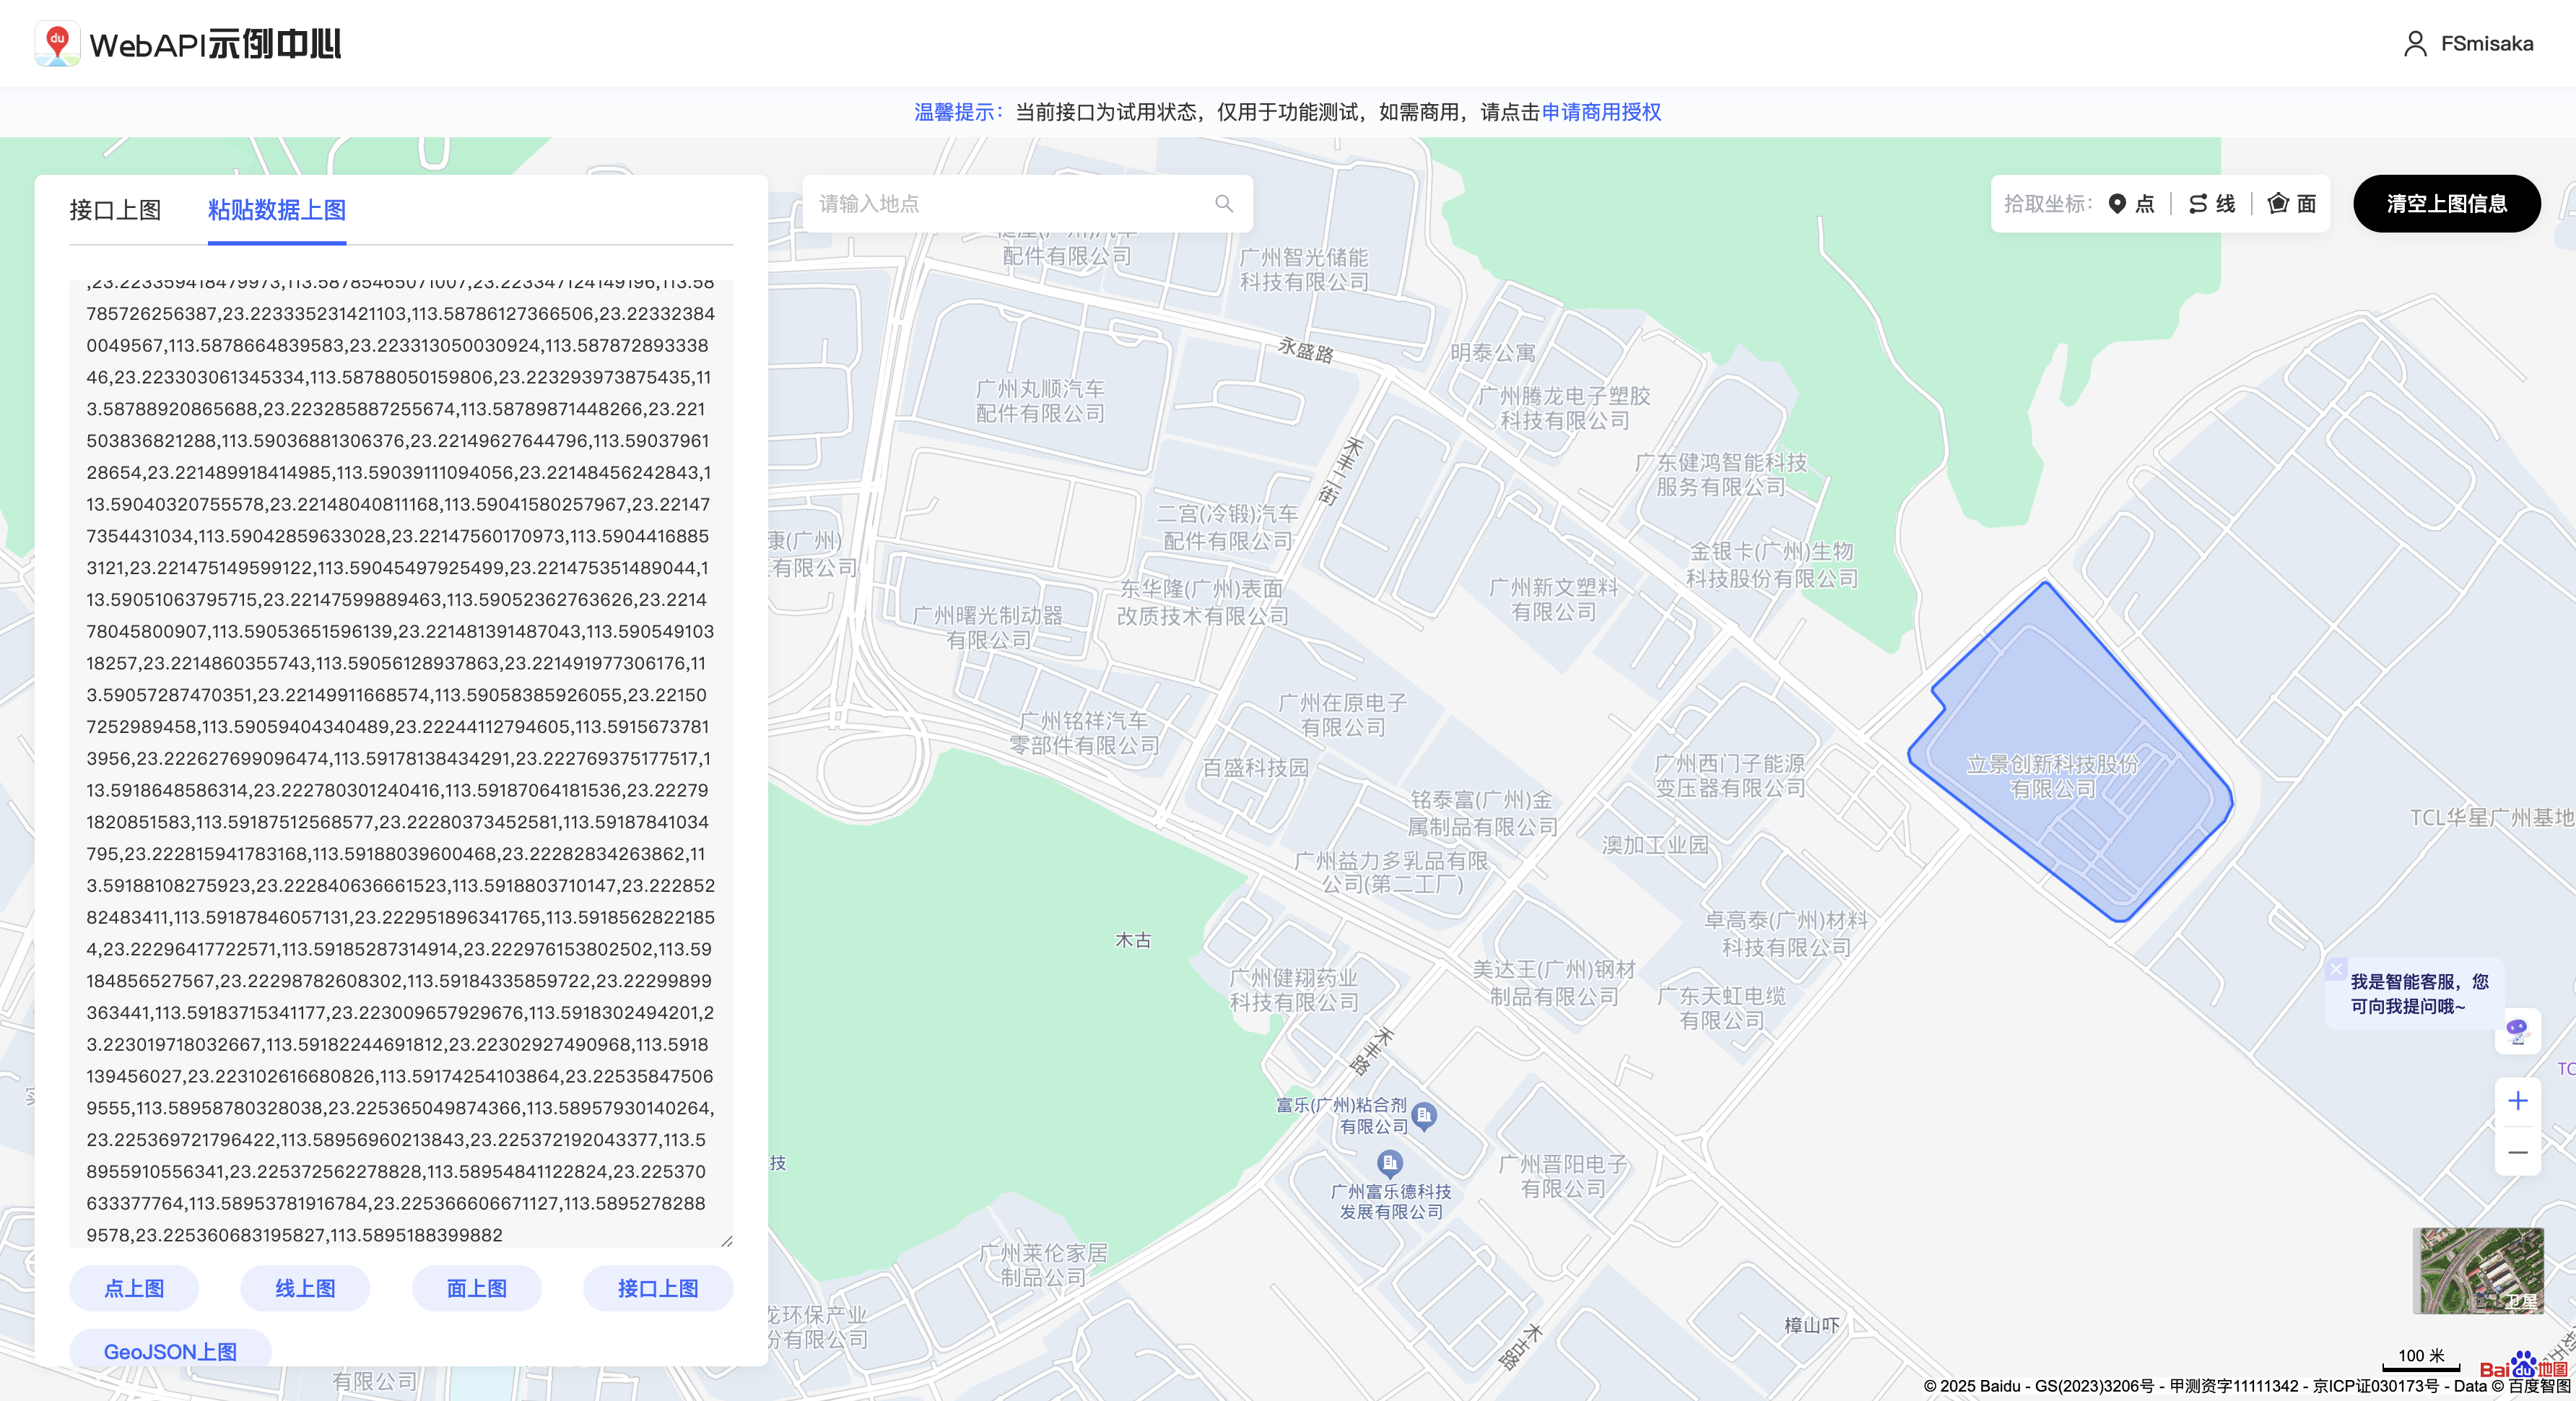 WebAPI示例中心
FSmisaka
温馨提示：当前接口为试用状态，仅用于功能测试，如需商用，请点击申请商用授权
接口上图
粘贴数据上图
请输入地点
拾取坐标：
点
线
面
清空上图信息
,23.223359418479973,113.58785465071007,23.223347124149196,113.58
785726256387,23.223335231421103,113.58786127366506,23.22332384
0049567,113.5878664839583,23.223313050030924,113.587872893338
46,23.223303061345334,113.58788050159806,23.223293973875435,11
3.58788920865688,23.223285887255674,113.58789871448266,23.221
503836821288,113.59036881306376,23.22149627644796,113.59037961
128654,23.221489918414985,113.59039111094056,23.22148456242843,1
13.59040320755578,23.22148040811168,113.59041580257967,23.22147
7354431034,113.59042859633028,23.22147560170973,113.5904416885
3121,23.221475149599122,113.59045497925499,23.221475351489044,1
13.59051063795715,23.22147599889463,113.59052362763626,23.2214
78045800907,113.59053651596139,23.221481391487043,113.590549103
18257,23.2214860355743,113.59056128937863,23.221491977306176,11
3.59057287470351,23.22149911668574,113.59058385926055,23.22150
7252989458,113.59059404340489,23.22244112794605,113.5915673781
3956,23.222627699096474,113.59178138434291,23.222769375177517,1
13.5918648586314,23.222780301240416,113.59187064181536,23.22279
1820851583,113.59187512568577,23.22280373452581,113.59187841034
795,23.222815941783168,113.59188039600468,23.22282834263862,11
3.59188108275923,23.222840636661523,113.5918803710147,23.222852
82483411,113.59187846057131,23.222951896341765,113.5918562822185
4,23.22296417722571,113.59185287314914,23.222976153802502,113.59
184856527567,23.22298782608302,113.59184335859722,23.22299899
363441,113.59183715341177,23.223009657929676,113.5918302494201,2
3.223019718032667,113.59182244691812,23.22302927490968,113.5918
139456027,23.223102616680826,113.59174254103864,23.22535847506
9555,113.58958780328038,23.225365049874366,113.58957930140264,
23.225369721796422,113.58956960213843,23.225372192043377,113.5
8955910556341,23.225372562278828,113.58954841122824,23.225370
633377764,113.58953781916784,23.225366606671127,113.5895278288
9578,23.225360683195827,113.5895188399882
点上图
线上图
面上图
接口上图
GeoJSON上图
有限公司
配件有限公司
广州智光储能
科技有限公司
永盛路
明泰公寓
广州丸顺汽车
配件有限公司
广州腾龙电子塑胶
科技有限公司
禾丰二街
广东健鸿智能科技
服务有限公司
二宫(冷锻)汽车
配件有限公司
康(广州)
有限公司
金银卡(广州)生物
科技股份有限公司
东华隆(广州)表面
改质技术有限公司
广州新文塑料
有限公司
广州曙光制动器
有限公司
广州在原电子
有限公司
广州铭祥汽车
零部件有限公司
百盛科技园
广州西门子能源
变压器有限公司
立景创新科技股份
有限公司
铭泰富(广州)金
属制品有限公司
TCL华星广州基地
澳加工业园
广州益力多乳品有限
公司(第二工厂)
卓高泰(广州)材料
科技有限公司
木古
广州健翔药业
科技有限公司
美达王(广州)钢材
制品有限公司
广东天虹电缆
有限公司
我是智能客服，您
可向我提问哦~
禾丰路
TC
富乐(广州)粘合剂
有限公司
技
广州富乐德科技
发展有限公司
广州晋阳电子
有限公司
广州莱伦家居
制品公司
龙环保产业
份有限公司
木古路
樟山吓
卫星
100 米
Bai du 地图
© 2025 Baidu - GS(2023)3206号 - 甲测资字11111342 - 京ICP证030173号 - Data © 百度智图